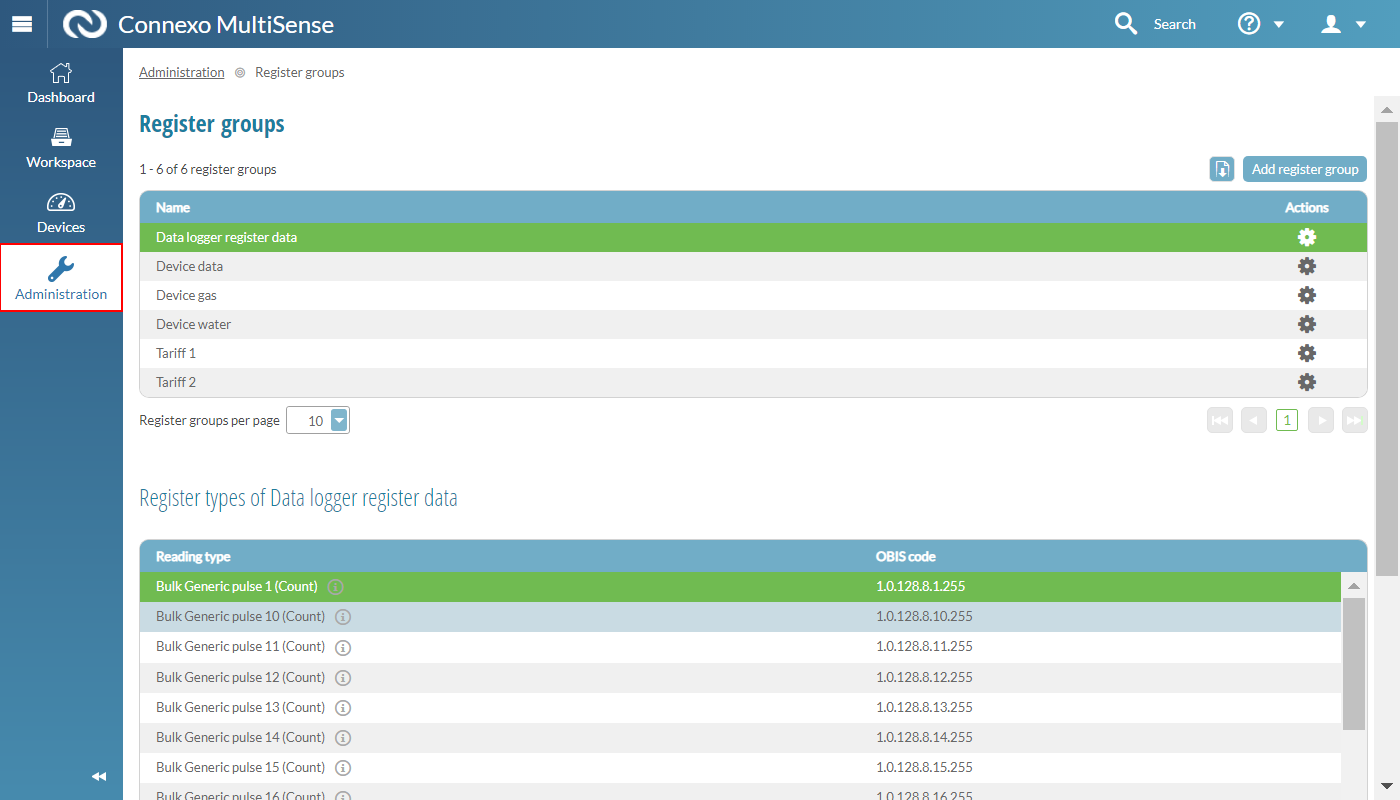 Connexo MultiSense
Search
Dashboard
Workspace
Devices
Administration
Administration Register groups
Register groups
1 - 6 of 6 register groups
Add register group
Name Actions
Data logger register data
Device data
Device gas
Device water
Tariff 1
Tariff 2
Register groups per page 10
1
Register types of Data logger register data
Reading type OBIS code
Bulk Generic pulse 1 (Count) 1.0.128.8.1.255
Bulk Generic pulse 10 (Count) 1.0.128.8.10.255
Bulk Generic pulse 11 (Count) 1.0.128.8.11.255
Bulk Generic pulse 12 (Count) 1.0.128.8.12.255
Bulk Generic pulse 13 (Count) 1.0.128.8.13.255
Bulk Generic pulse 14 (Count) 1.0.128.8.14.255
Bulk Generic pulse 15 (Count) 1.0.128.8.15.255
Bulk Generic pulse 16 (Count) 1.0.128.8.16.255